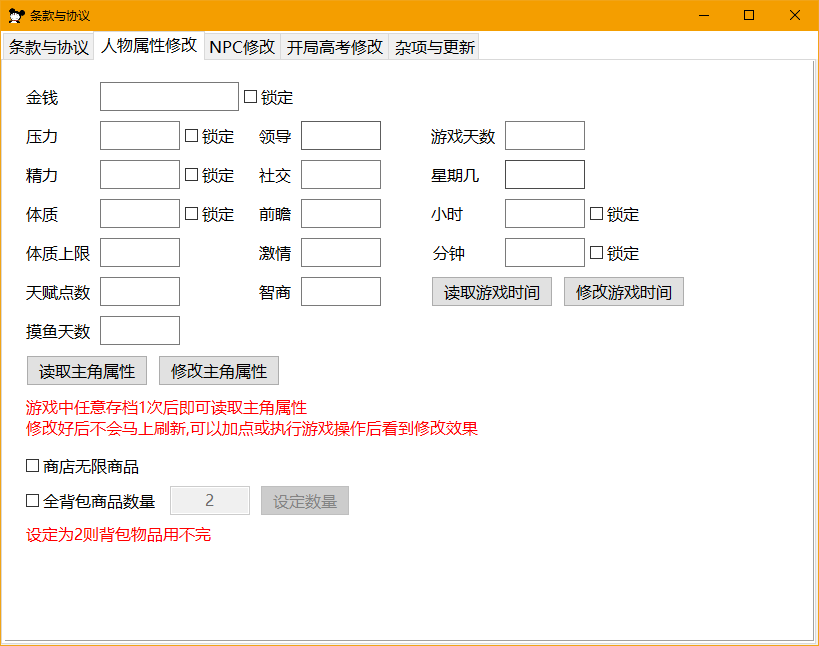 条款与协议
条款与协议 人物属性修改 NPC修改 开局高考修改 杂项与更新
金钱 锁定
压力 锁定 领导 游戏天数
精力 锁定 社交 星期几
体质 锁定 前瞻 小时 锁定
体质上限 激情 分钟 锁定
天赋点数 智商 读取游戏时间 修改游戏时间
摸鱼天数
读取主角属性 修改主角属性
游戏中任意存档1次后即可读取主角属性
修改好后不会马上刷新,可以加点或执行游戏操作后看到修改效果
商店无限商品
全背包商品数量 2 设定数量
设定为2则背包物品用不完